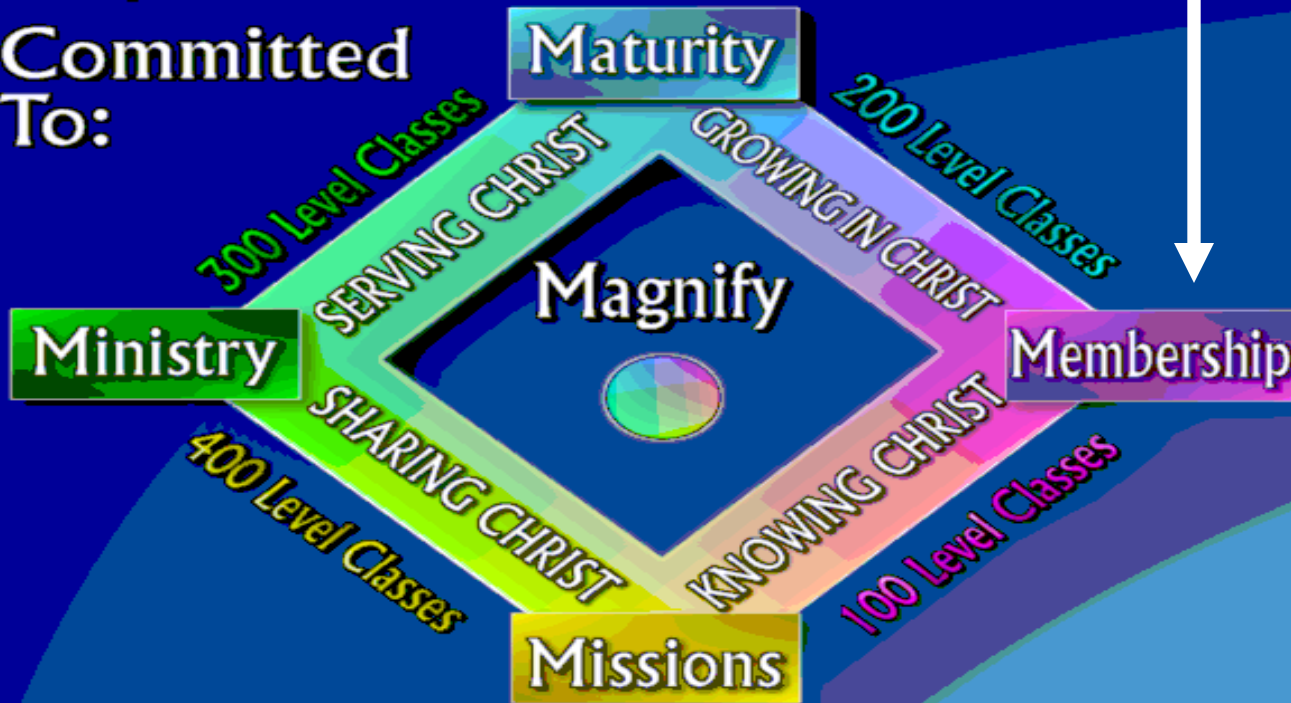 Committed
To:
Maturity
300 Level Classes
SERVING CHRIST
GROWING IN CHRIST
200 Level Classes
Magnify
Ministry
Membership
SHARING CHRIST
KNOWING CHRIST
400 Level Classes
100 Level Classes
Missions